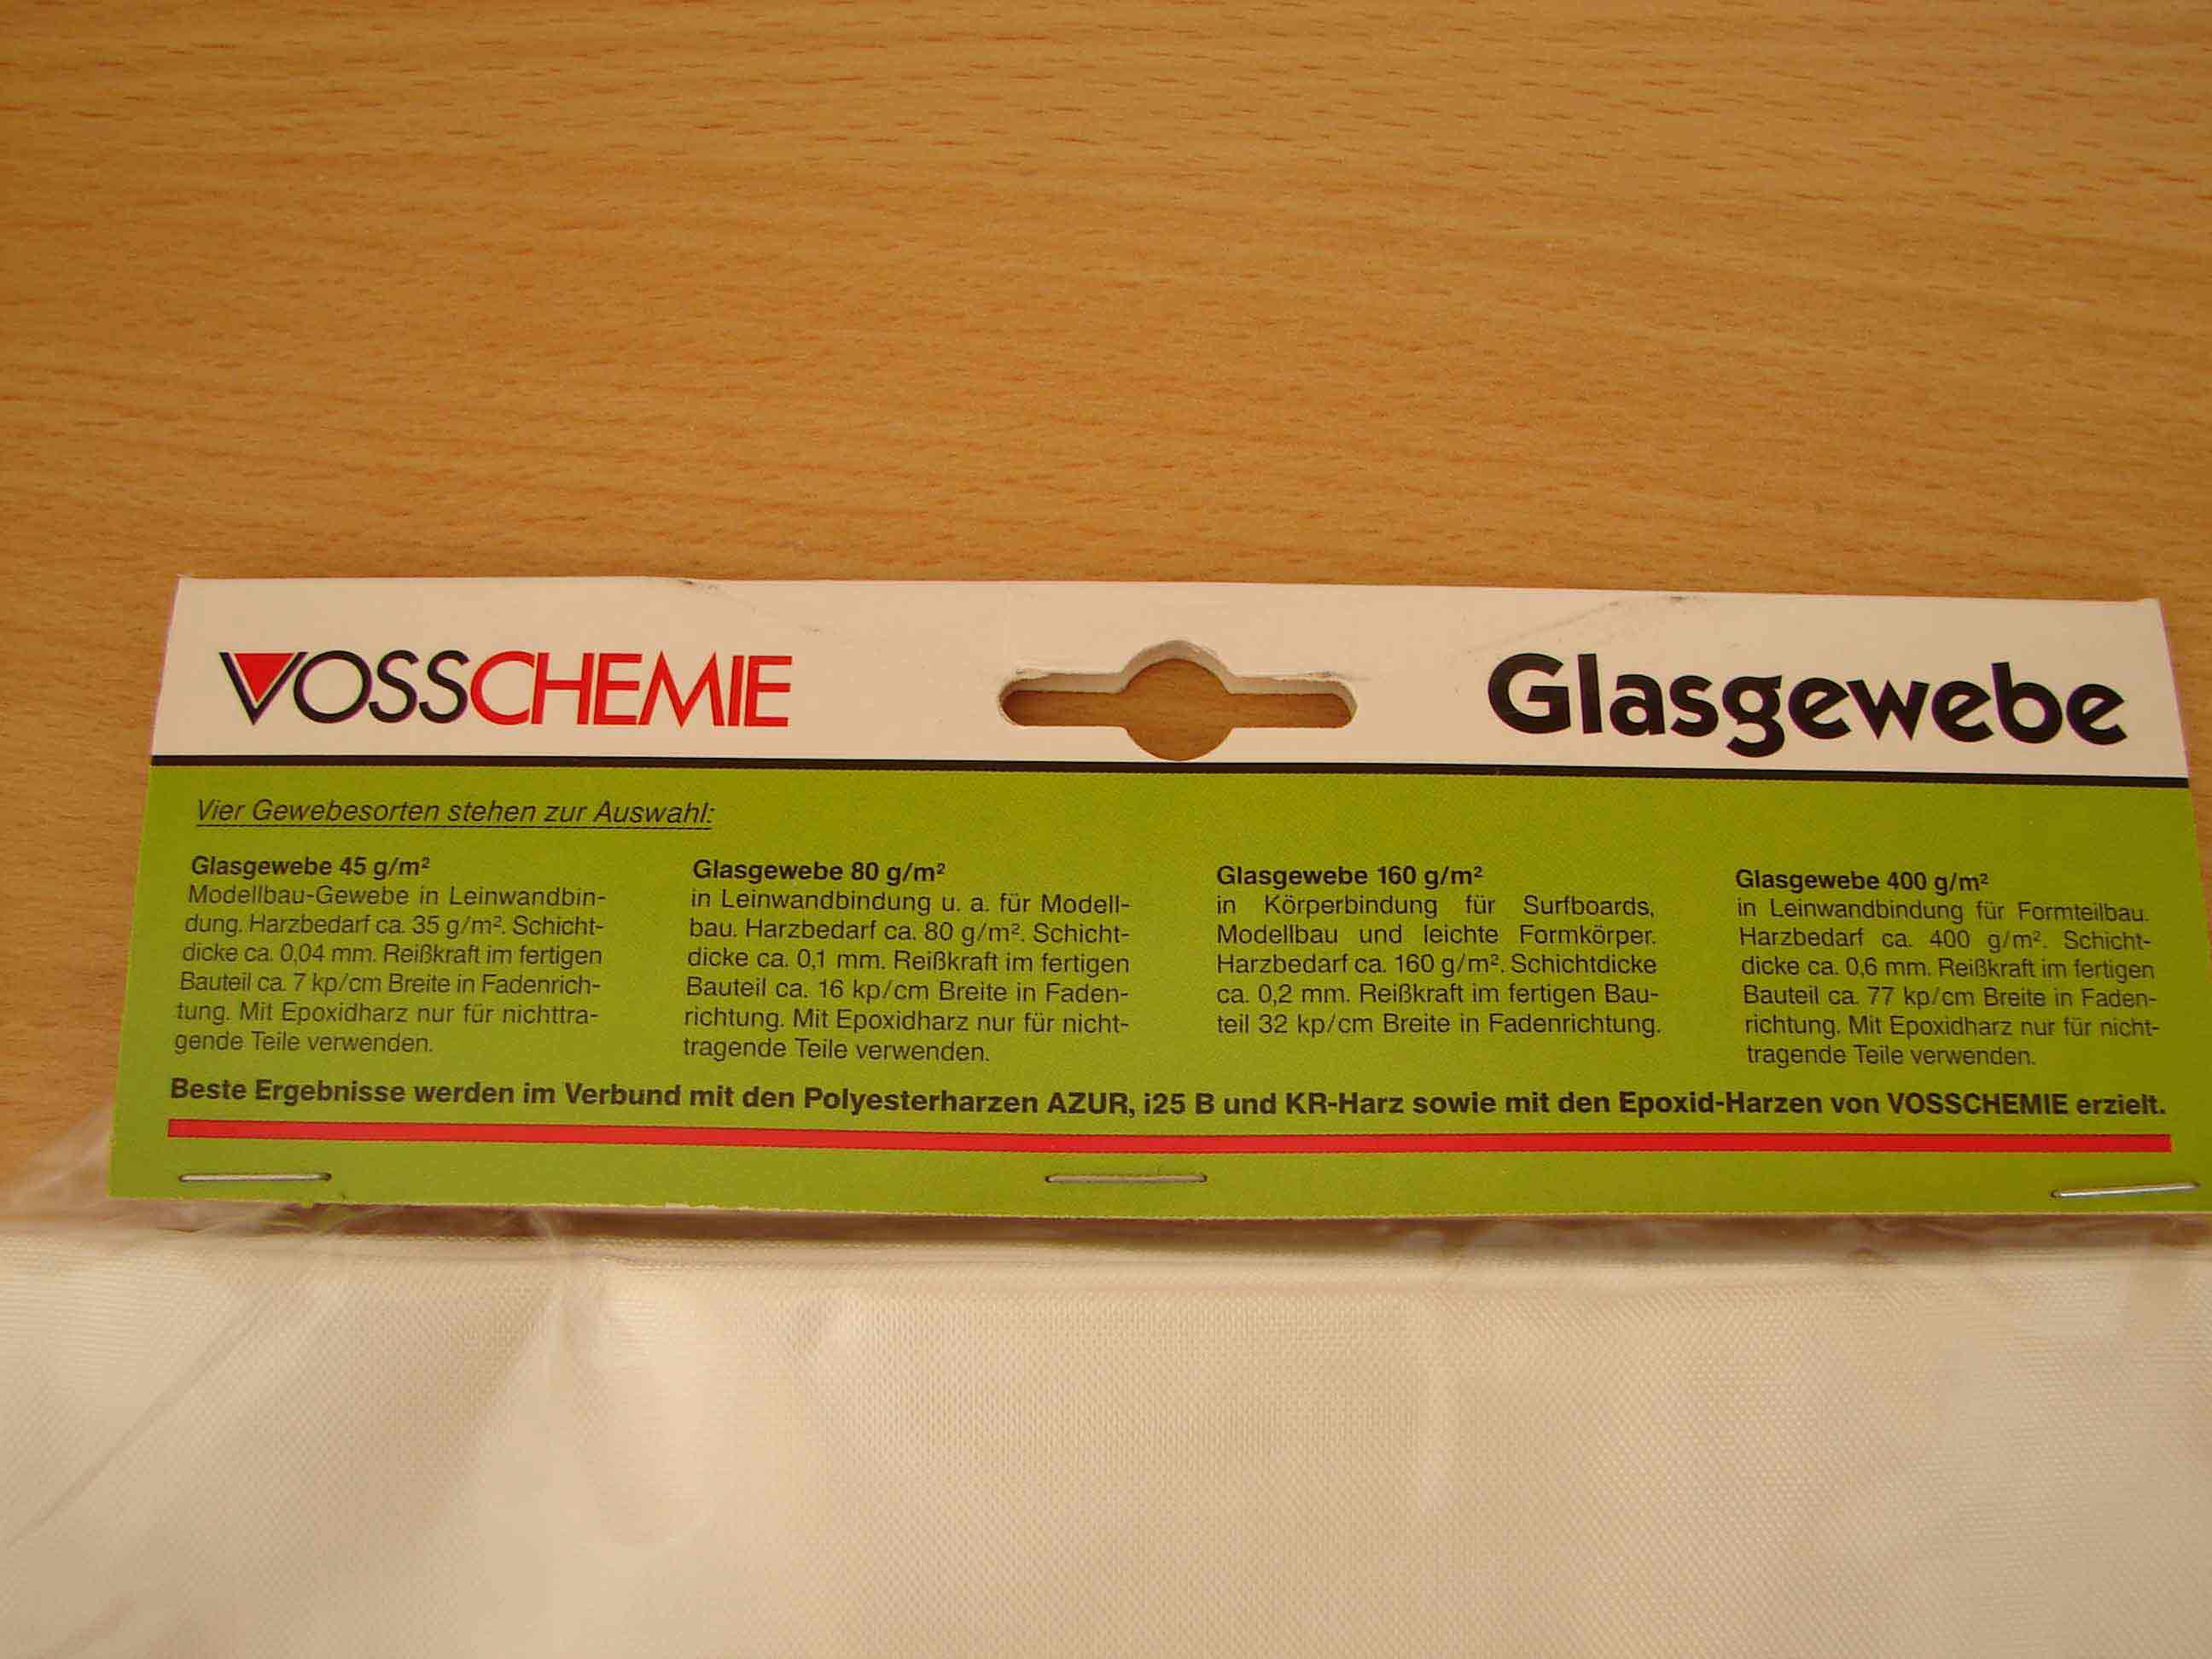 VOSSCHEMIE
Glasgewebe
Vier Gewebesorten stehen zur Auswahl:
Glasgewebe 45 g/m²
Modellbau-Gewebe in Leinwandbin-
dung. Harzbedarf ca. 35 g/m². Schicht-
dicke ca. 0,04 mm. Reißkraft im fertigen
Bauteil ca. 7 kp/cm Breite in Fadenrich-
tung. Mit Epoxidharz nur für nichttra-
gende Teile verwenden.
Glasgewebe 80 g/m²
in Leinwandbindung u. a. für Modell-
bau. Harzbedarf ca. 80 g/m². Schicht-
dicke ca. 0,1 mm. Reißkraft im fertigen
Bauteil ca. 16 kp/cm Breite in Faden-
richtung. Mit Epoxidharz nur für nicht-
tragende Teile verwenden.
Glasgewebe 160 g/m²
in Körperbindung für Surfboards,
Modellbau und leichte Formkörper.
Harzbedarf ca. 160 g/m². Schichtdicke
ca. 0,2 mm. Reißkraft im fertigen Bau-
teil 32 kp/cm Breite in Fadenrichtung.
Glasgewebe 400 g/m²
in Leinwandbindung für Formteilbau.
Harzbedarf ca. 400 g/m². Schicht-
dicke ca. 0,6 mm. Reißkraft im fertigen
Bauteil ca. 77 kp/cm Breite in Faden-
richtung. Mit Epoxidharz nur für nicht-
tragende Teile verwenden.
Beste Ergebnisse werden im Verbund mit den Polyesterharzen AZUR, i25 B und KR-Harz sowie mit den Epoxid-Harzen von VOSSCHEMIE erzielt.